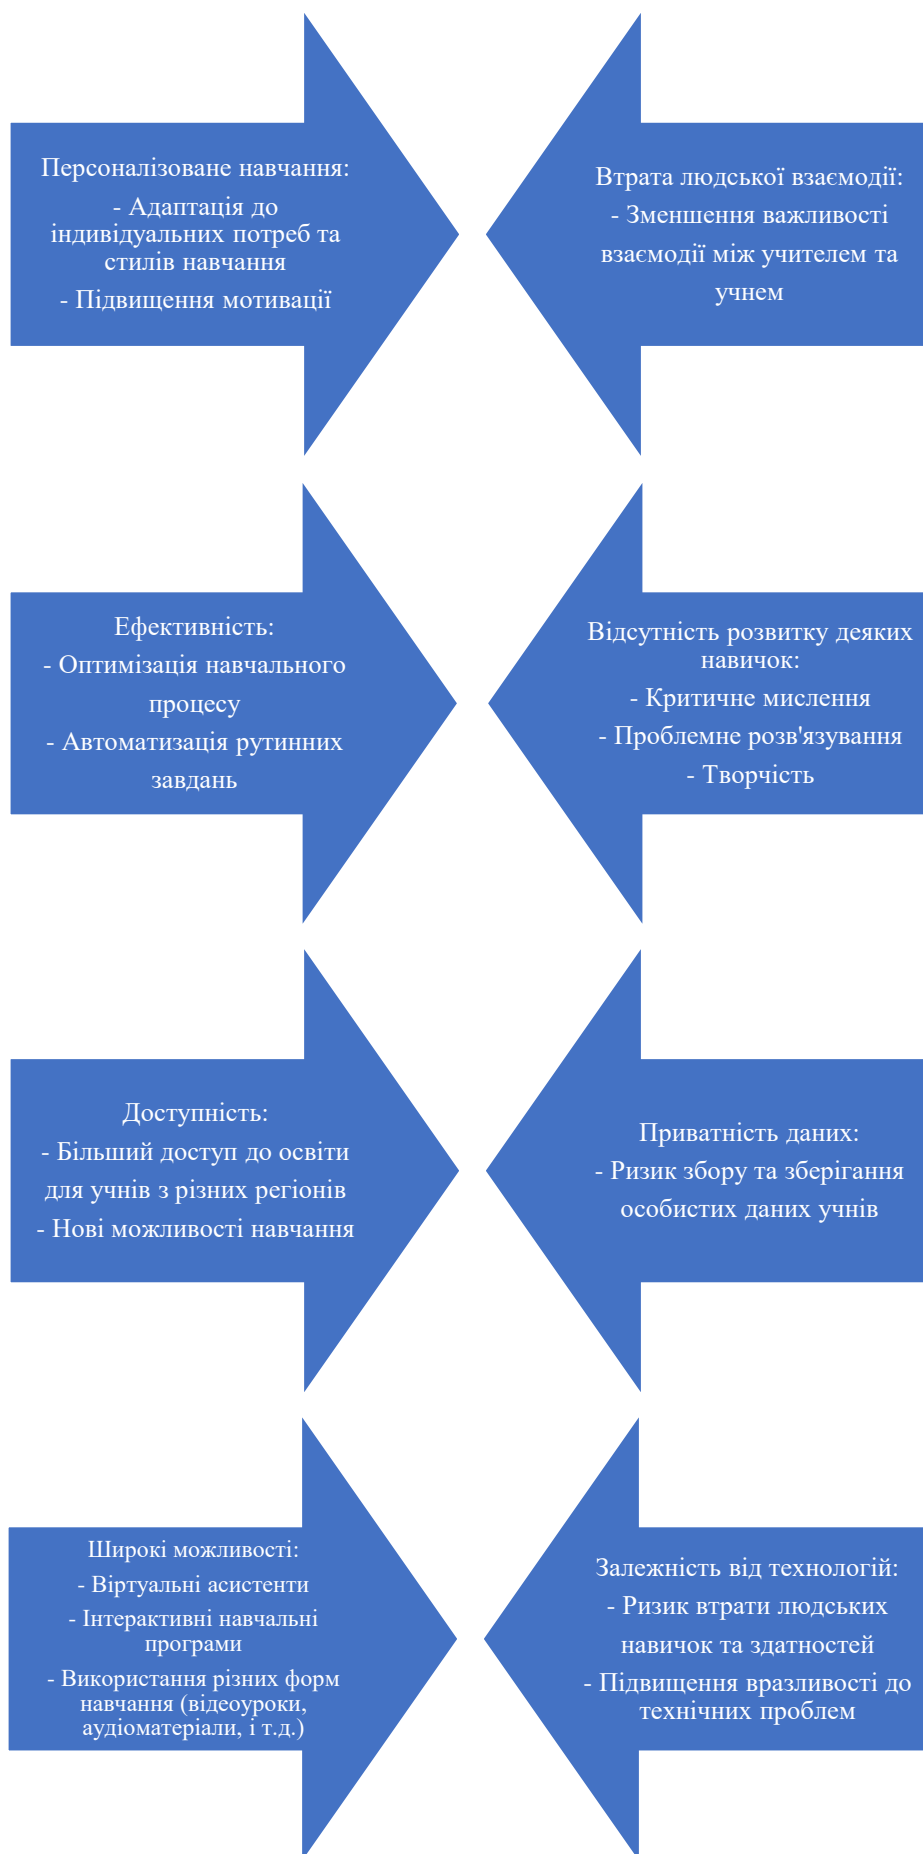 Персоналізоване навчання:
- Адаптація до
індивідуальних потреб та
стилів навчання
- Підвищення мотивації
Втрата людської взаємодії:
- Зменшення важливості
взаємодії між учителем та
учнем
Ефективність:
- Оптимізація навчального
процесу
- Автоматизація рутинних
завдань
Відсутність розвитку деяких
навичок:
- Критичне мислення
- Проблемне розв'язування
- Творчість
Доступність:
- Більший доступ до освіти
для учнів з різних регіонів
- Нові можливості навчання
Приватність даних:
- Ризик збору та зберігання
особистих даних учнів
Широкі можливості:
- Віртуальні асистенти
- Інтерактивні навчальні
програми
- Використання різних форм
навчання (відеоуроки,
аудіоматеріали, і т.д.)
Залежність від технологій:
- Ризик втрати людських
навичок та здатностей
- Підвищення вразливості до
технічних проблем